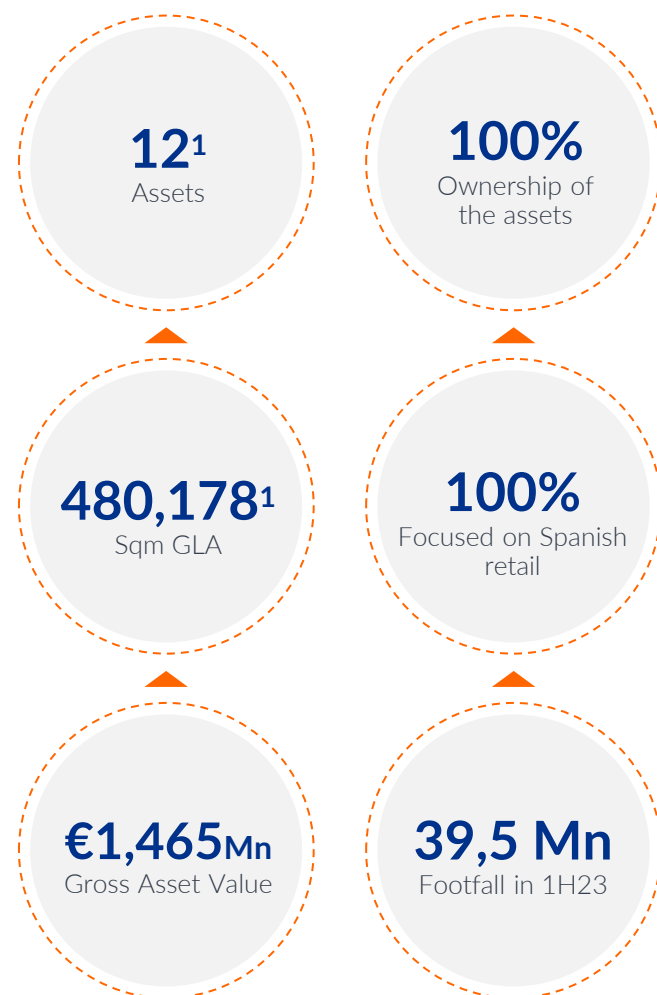 12¹
Assets
100%
Ownership of
the assets
480,178¹
Sqm GLA
100%
Focused on Spanish
retail
€1,465Mn
Gross Asset Value
39,5 Mn
Footfall in 1H23